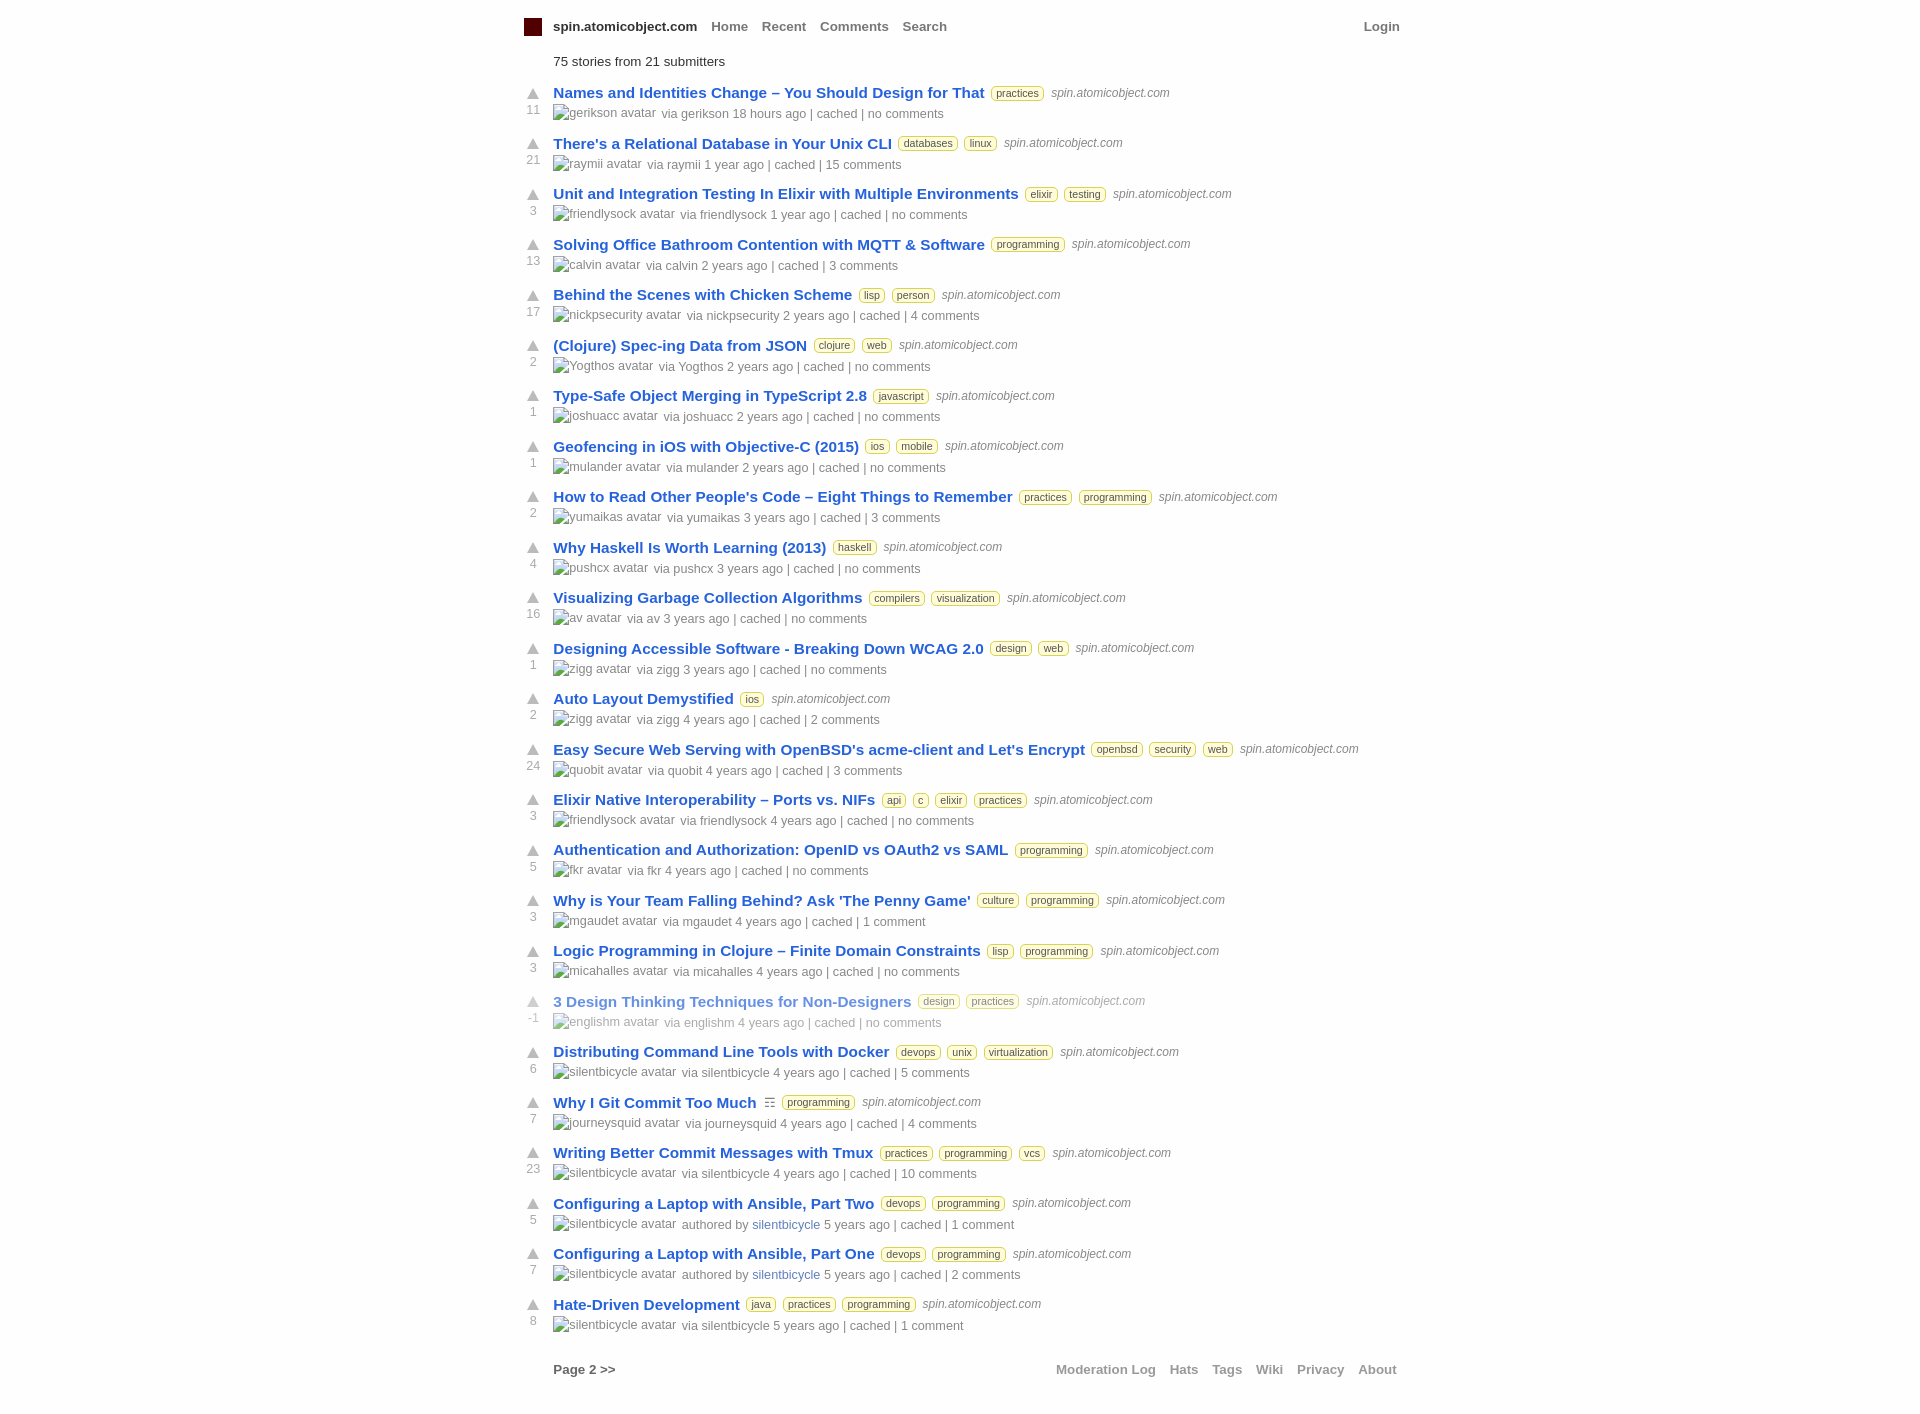 spin.atomicobject.com Home Recent Comments Search Login
75 stories from 21 submitters
Names and Identities Change – You Should Design for That practices spin.atomicobject.com
11 gerikson avatar via gerikson 18 hours ago | cached | no comments
There's a Relational Database in Your Unix CLI databases linux spin.atomicobject.com
21 raymii avatar via raymii 1 year ago | cached | 15 comments
Unit and Integration Testing In Elixir with Multiple Environments elixir testing spin.atomicobject.com
3 friendlysock avatar via friendlysock 1 year ago | cached | no comments
Solving Office Bathroom Contention with MQTT & Software programming spin.atomicobject.com
13 calvin avatar via calvin 2 years ago | cached | 3 comments
Behind the Scenes with Chicken Scheme lisp person spin.atomicobject.com
17 nickpsecurity avatar via nickpsecurity 2 years ago | cached | 4 comments
(Clojure) Spec-ing Data from JSON clojure web spin.atomicobject.com
2 Yogthos avatar via Yogthos 2 years ago | cached | no comments
Type-Safe Object Merging in TypeScript 2.8 javascript spin.atomicobject.com
1 joshuacc avatar via joshuacc 2 years ago | cached | no comments
Geofencing in iOS with Objective-C (2015) ios mobile spin.atomicobject.com
1 mulander avatar via mulander 2 years ago | cached | no comments
How to Read Other People's Code – Eight Things to Remember practices programming spin.atomicobject.com
2 yumaikas avatar via yumaikas 3 years ago | cached | 3 comments
Why Haskell Is Worth Learning (2013) haskell spin.atomicobject.com
4 pushcx avatar via pushcx 3 years ago | cached | no comments
Visualizing Garbage Collection Algorithms compilers visualization spin.atomicobject.com
16 av avatar via av 3 years ago | cached | no comments
Designing Accessible Software - Breaking Down WCAG 2.0 design web spin.atomicobject.com
1 zigg avatar via zigg 3 years ago | cached | no comments
Auto Layout Demystified ios spin.atomicobject.com
2 zigg avatar via zigg 4 years ago | cached | 2 comments
Easy Secure Web Serving with OpenBSD's acme-client and Let's Encrypt openbsd security web spin.atomicobject.com
24 quobit avatar via quobit 4 years ago | cached | 3 comments
Elixir Native Interoperability – Ports vs. NIFs api c elixir practices spin.atomicobject.com
3 friendlysock avatar via friendlysock 4 years ago | cached | no comments
Authentication and Authorization: OpenID vs OAuth2 vs SAML programming spin.atomicobject.com
5 fkr avatar via fkr 4 years ago | cached | no comments
Why is Your Team Falling Behind? Ask 'The Penny Game' culture programming spin.atomicobject.com
3 mgaudet avatar via mgaudet 4 years ago | cached | 1 comment
Logic Programming in Clojure – Finite Domain Constraints lisp programming spin.atomicobject.com
3 micahalles avatar via micahalles 4 years ago | cached | no comments
3 Design Thinking Techniques for Non-Designers design practices spin.atomicobject.com
-1 englishm avatar via englishm 4 years ago | cached | no comments
Distributing Command Line Tools with Docker devops unix virtualization spin.atomicobject.com
6 silentbicycle avatar via silentbicycle 4 years ago | cached | 5 comments
Why I Git Commit Too Much ☶ programming spin.atomicobject.com
7 journeysquid avatar via journeysquid 4 years ago | cached | 4 comments
Writing Better Commit Messages with Tmux practices programming vcs spin.atomicobject.com
23 silentbicycle avatar via silentbicycle 4 years ago | cached | 10 comments
Configuring a Laptop with Ansible, Part Two devops programming spin.atomicobject.com
5 silentbicycle avatar authored by silentbicycle 5 years ago | cached | 1 comment
Configuring a Laptop with Ansible, Part One devops programming spin.atomicobject.com
7 silentbicycle avatar authored by silentbicycle 5 years ago | cached | 2 comments
Hate-Driven Development java practices programming spin.atomicobject.com
8 silentbicycle avatar via silentbicycle 5 years ago | cached | 1 comment
Page 2 >> Moderation Log Hats Tags Wiki Privacy About